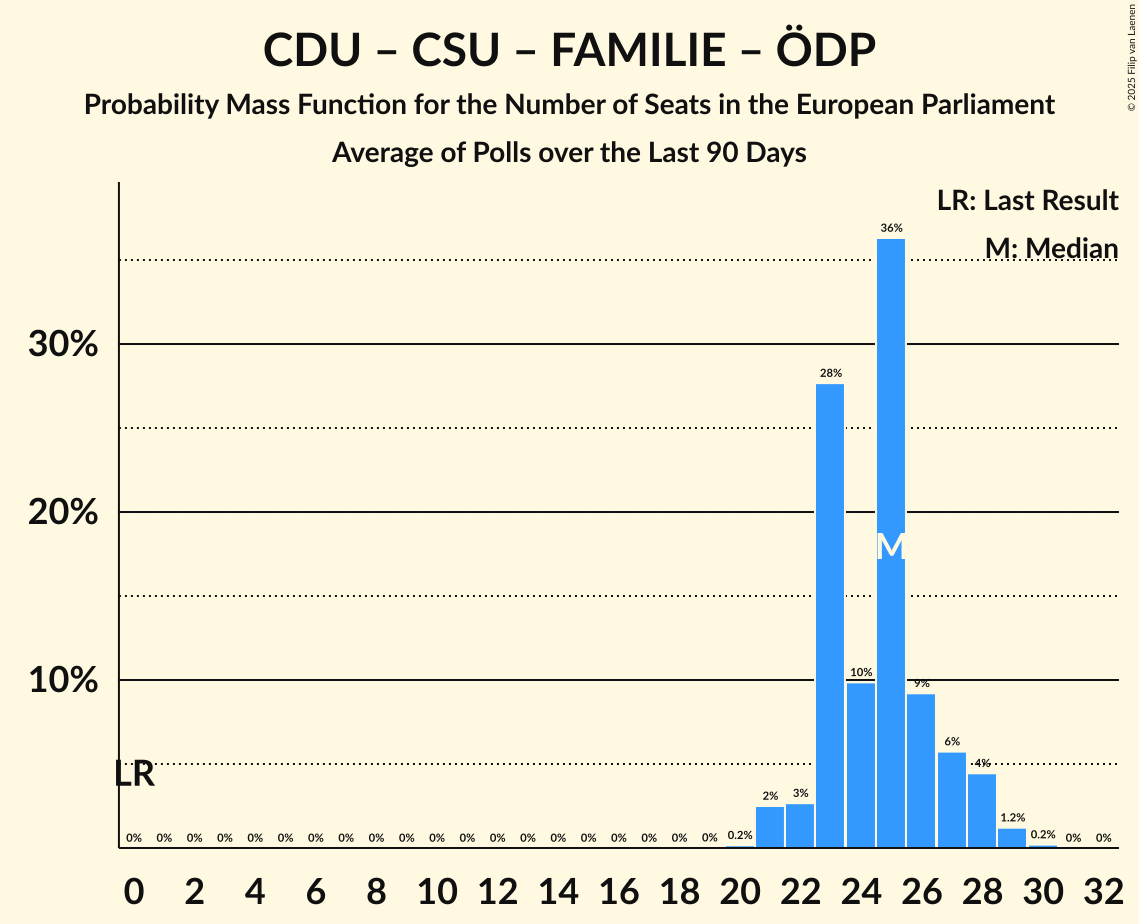 CDU – CSU – FAMILIE – ÖDP
Probability Mass Function for the Number of Seats in the European Parliament
Average of Polls over the Last 90 Days
© 2025 Filip van Laenen
LR: Last Result
M: Median
36%
30%
28%
20%
M
10%
10%
9%
6%
4%
LR
2%
3%
1.2%
0% 0% 0% 0% 0% 0% 0% 0% 0% 0% 0% 0% 0% 0% 0% 0% 0% 0% 0% 0% 0.2% 0.2% 0% 0%
0 2 4 6 8 10 12 14 16 18 20 22 24 26 28 30 32